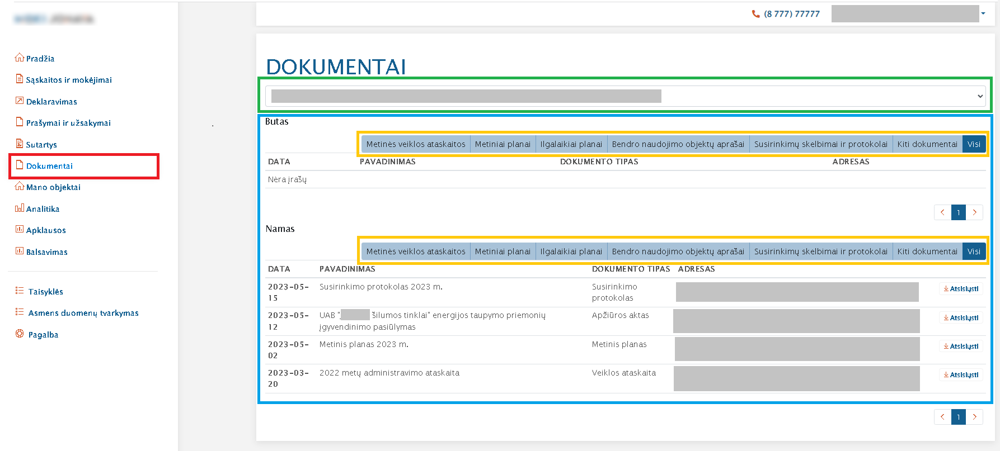 (8 777) 77777
Pradžia
Sąskaitos ir mokėjimai
Deklaravimas
Prašymai ir užsakymai
Sutartys
Dokumentai
Mano objektai
Analitika
Apklausos
Balsavimas
Taisyklės
Asmens duomenų tvarkymas
Pagalba
DOKUMENTAI
Butas
Metinės veiklos ataskaitos Metiniai planai Ilgalaikiai planai Bendro naudojimo objektų aprašai Susirinkimų skelbimai ir protokolai Kiti dokumentai Visi
DATA PAVADINIMAS DOKUMENTO TIPAS ADRESAS
Nėra įrašų
1
Namas
Metinės veiklos ataskaitos Metiniai planai Ilgalaikiai planai Bendro naudojimo objektų aprašai Susirinkimų skelbimai ir protokolai Kiti dokumentai Visi
DATA PAVADINIMAS DOKUMENTO TIPAS ADRESAS
2023-05- Susirinkimo protokolas 2023 m. Susirinkimo Atsisiųsti
15 protokolas
2023-05- UAB " šilumos tinklai" energijos taupymo priemonių Apžiūros aktas Atsisiųsti
12 įgyvendinimo pasiūlymas
2023-05- Metinis planas 2023 m. Metinis planas Atsisiųsti
02
2023-03- 2022 metų administravimo ataskaita Veiklos ataskaita Atsisiųsti
20
1